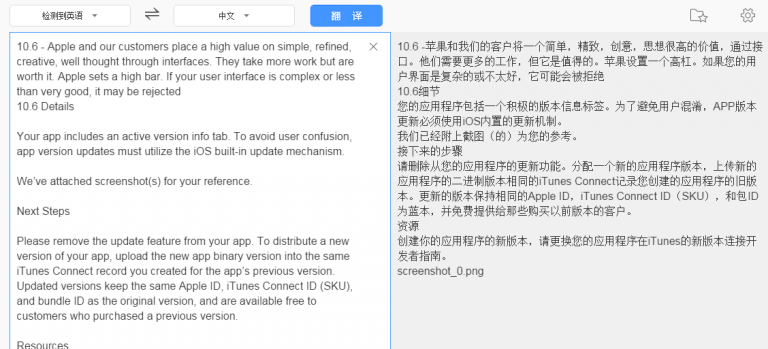 检测到英语 中文 翻 译
10.6 - Apple and our customers place a high value on simple, refined,
creative, well thought through interfaces. They take more work but are
worth it. Apple sets a high bar. If your user interface is complex or less
than very good, it may be rejected
10.6 Details
Your app includes an active version info tab. To avoid user confusion,
app version updates must utilize the iOS built-in update mechanism.
We've attached screenshot(s) for your reference.
Next Steps
Please remove the update feature from your app. To distribute a new
version of your app, upload the new app binary version into the same
iTunes Connect record you created for the app's previous version.
Updated versions keep the same Apple ID, iTunes Connect ID (SKU),
and bundle ID as the original version, and are available free to
customers who purchased a previous version.
Resources
10.6 -苹果和我们的客户将一个简单，精致，创意，思想很高的价值，通过接
口。他们需要更多的工作，但它是值得的。苹果设置一个高杠。如果您的用
户界面是复杂的或不太好，它可能会被拒绝
10.6细节
您的应用程序包括一个积极的版本信息标签。为了避免用户混淆，APP版本
更新必须使用iOS内置的更新机制。
我们已经附上截图（的）为您的参考。
接下来的步骤
请删除从您的应用程序的更新功能。分配一个新的应用程序版本，上传新的
应用程序的二进制版本相同的iTunes Connect记录您创建的应用程序的旧版
本。更新的版本保持相同的Apple ID，iTunes Connect ID（SKU），和包ID
为蓝本，并免费提供给那些购买以前版本的客户。
资源
创建你的应用程序的新版本，请更换您的应用程序在iTunes的新版本连接开
发者指南。
screenshot_0.png